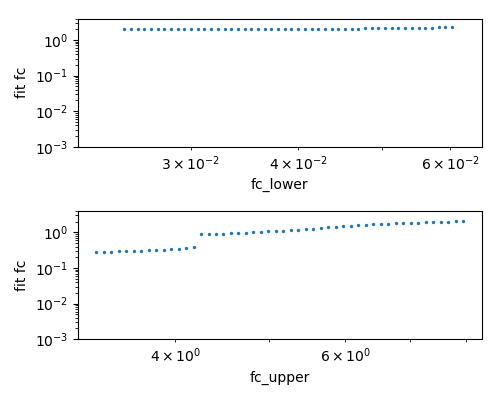 fit fc
10⁰
10⁻¹
10⁻²
10⁻³
3 × 10⁻²
4 × 10⁻²
6 × 10⁻²
fc_lower
fit fc
10⁰
10⁻¹
10⁻²
10⁻³
4 × 10⁰
6 × 10⁰
fc_upper